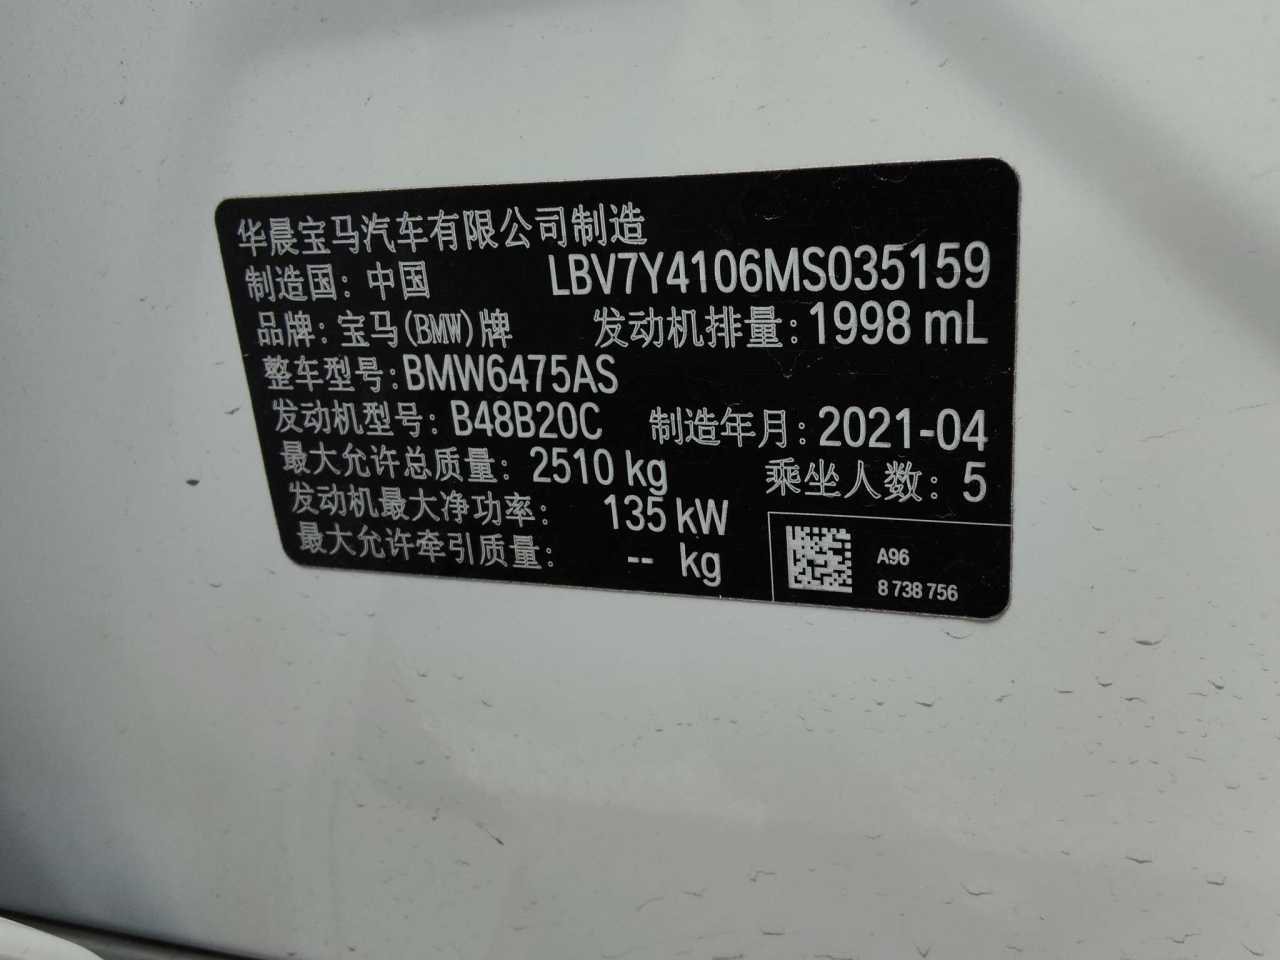 华晨宝马汽车有限公司制造
制造国：中国 LBV7Y4106MS035159
品牌：宝马(BMW)牌 发动机排量：1998 mL
整车型号：BMW6475AS
发动机型号：B48B20C 制造年月：2021-04
最大允许总质量：2510 kg 乘坐人数：5
发动机最大净功率：135 kW
最大允许牵引质量：-- kg
A96
8 738 756